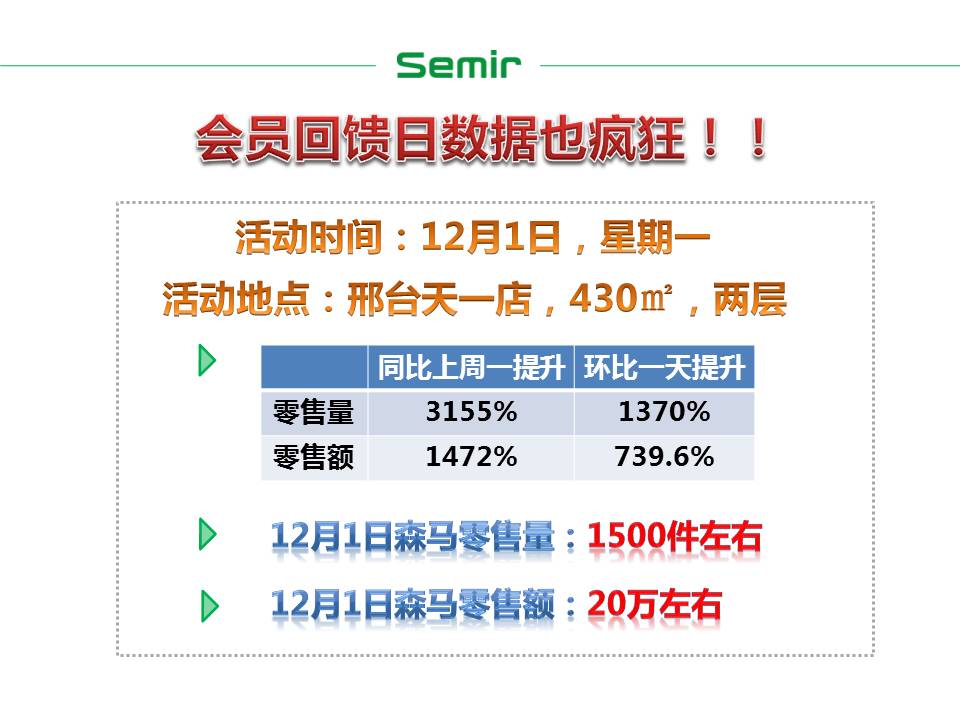 Semir
会员回馈日数据也疯狂！！
活动时间：12月1日，星期一
活动地点：邢台天一店，430㎡，两层
同比上周一提升 环比一天提升
零售量 3155% 1370%
零售额 1472% 739.6%
12月1日森马零售量：1500件左右
12月1日森马零售额：20万左右